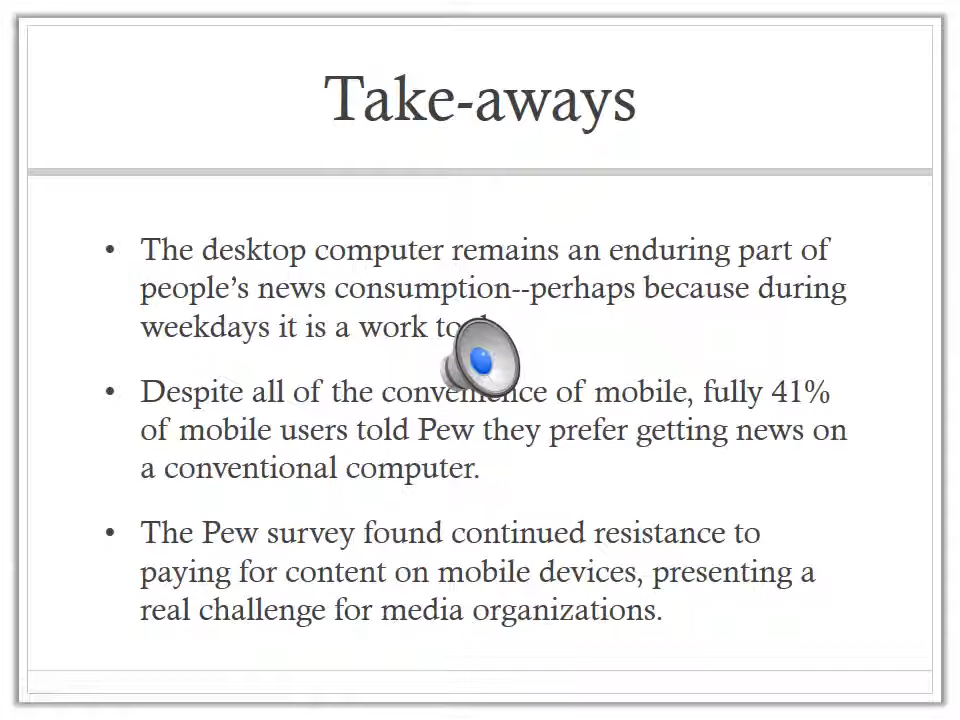 Take-aways
• The desktop computer remains an enduring part of
people's news consumption--perhaps because during
weekdays it is a work
• Despite all of the convenience of mobile, fully 41%
of mobile users told Pew they prefer getting news on
a conventional computer.
• The Pew survey found continued resistance to
paying for content on mobile devices, presenting a
real challenge for media organizations.